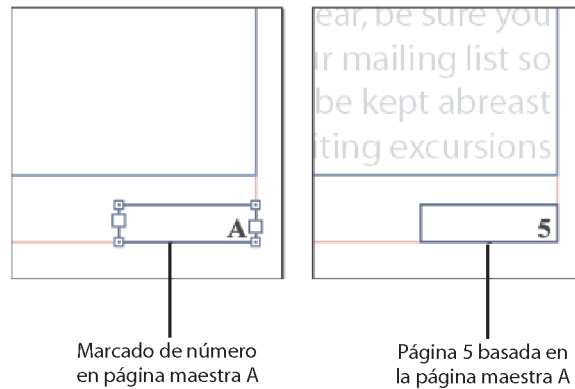 ear, be sure you
r mailing list so
be kept abreast
iting excursions
A
5
Marcado de número
en página maestra A
Página 5 basada en
la página maestra A